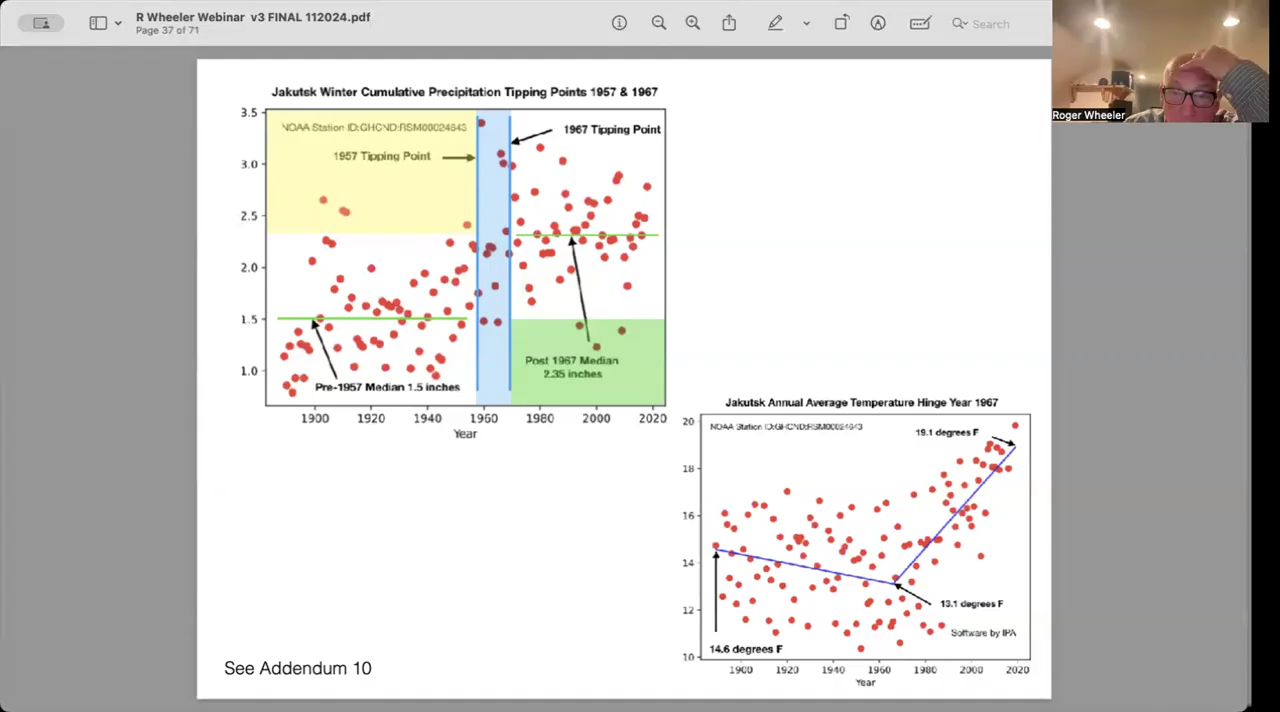 R Wheeler Webinar v3 FINAL 112024.pdf
Page 37 of 71
Search
Roger Wheeler
Jakutsk Winter Cumulative Precipitation Tipping Points 1957 & 1967
3.5
3.0
2.5
2.0
1.5
1.0
NOAA Station ID:GHCND:RSM00024643
1957 Tipping Point
1967 Tipping Point
Post 1967 Median
2.35 inches
Pre-1957 Median 1.5 inches
1900 1920 1940 1960 1980 2000 2020
Year
Jakutsk Annual Average Temperature Hinge Year 1967
20
18
16
14
12
10
NOAA Station ID:GHCND:RSM00024643
19.1 degrees F
13.1 degrees F
Software by IPA
14.6 degrees F
1900 1920 1940 1960 1980 2000 2020
Year
See Addendum 10